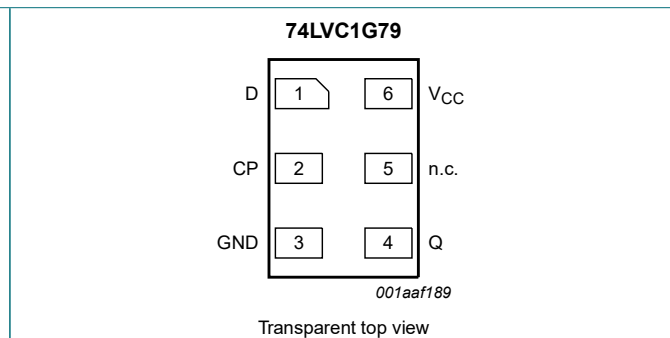 74LVC1G79
D 1 6 VCC
CP 2 5 n.c.
GND 3 4 Q
001aaf189
Transparent top view